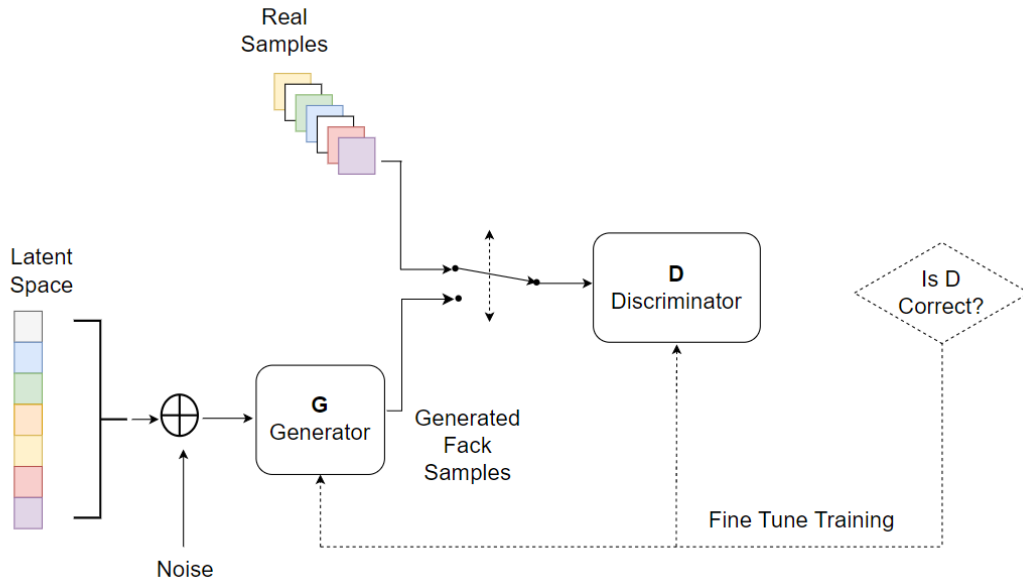 Real
Samples
Latent
Space
D
Discriminator
Is D
Correct?
G
Generator
Generated
Fack
Samples
Fine Tune Training
Noise